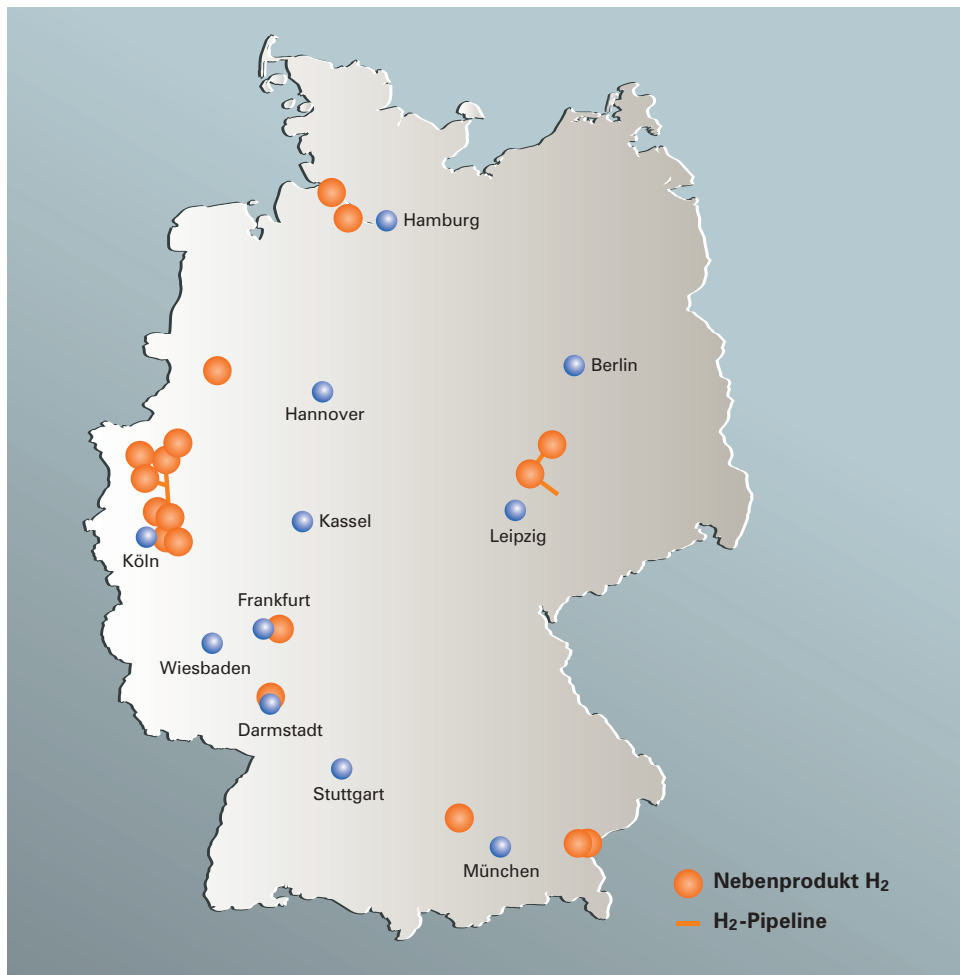 Hamburg
Berlin
Hannover
Kassel
Leipzig
Köln
Frankfurt
Wiesbaden
Darmstadt
Stuttgart
München
Nebenprodukt H₂
H₂-Pipeline